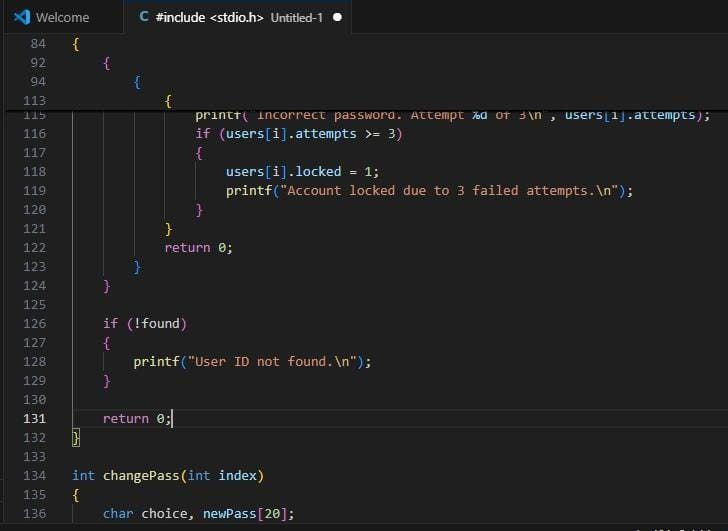 Welcome
C #include <stdio.h> Untitled-1
84 {
92 {
94 {
113 {
115 printf("Incorrect password. Attempt %d of 3\n", users[i].attempts);
116 if (users[i].attempts >= 3)
117 {
118 users[i].locked = 1;
119 printf("Account locked due to 3 failed attempts.\n");
120 }
121 }
122 return 0;
123 }
124 }
125
126 if (!found)
127 {
128 printf("User ID not found.\n");
129 }
130
131 return 0;
132 }
133
134 int changePass(int index)
135 {
136 char choice, newPass[20];